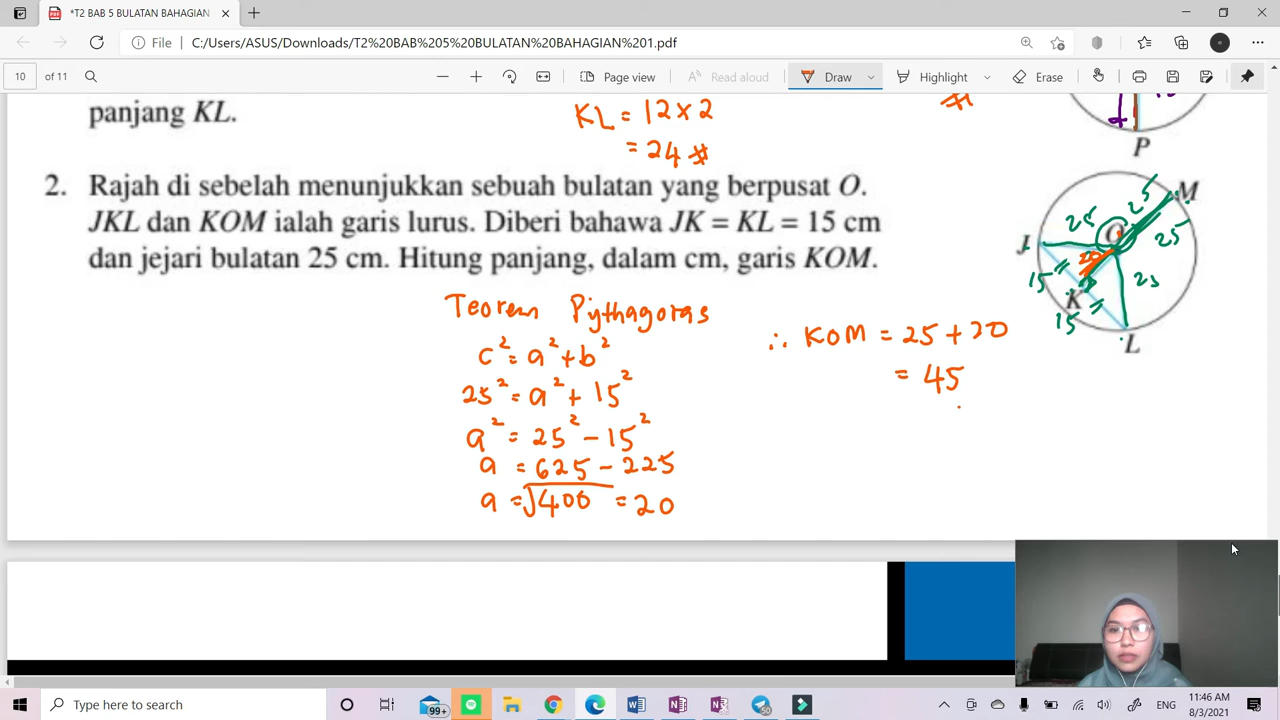 *T2 BAB 5 BULATAN BAHAGIAN
File C:/Users/ASUS/Downloads/T2%20BAB%205%20BULATAN%20BAHAGIAN%201.pdf
10 of 11 Page view Read aloud Draw Highlight Erase
panjang KL.
KL = 12 x 2
= 24 #
#
P
2. Rajah di sebelah menunjukkan sebuah bulatan yang berpusat O.
JKL dan KOM ialah garis lurus. Diberi bahawa JK = KL = 15 cm
dan jejari bulatan 25 cm. Hitung panjang, dalam cm, garis KOM.
M
25
25
O
25
J
20
15
25
K
15
L
Teorem Pythagoras
c² = a² + b²
25² = a² + 15²
a² = 25² − 15²
a = 625 − 225
a = √400 = 20
∴ KOM = 25 + 20
= 45
Type here to search
99+
ENG
11:46 AM
8/3/2021